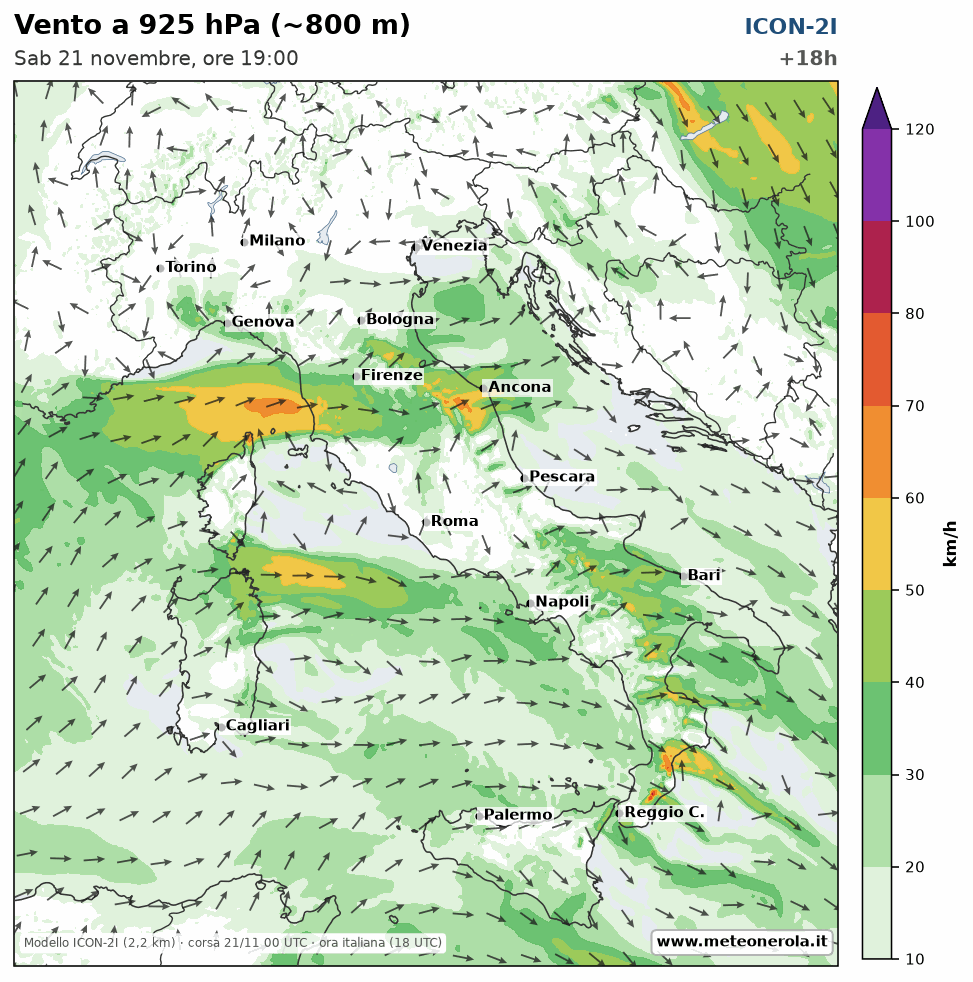 Vento a 925 hPa (~800 m)
ICON-2I
Sab 21 novembre, ore 19:00
+18h
120
100
80
70
60
50
40
30
20
10
km/h
Milano
Venezia
Torino
Genova
Bologna
Firenze
Ancona
Pescara
Roma
Bari
Napoli
Cagliari
Palermo
Reggio C.
Modello ICON-2I (2,2 km) · corsa 21/11 00 UTC · ora italiana (18 UTC)
www.meteonerola.it